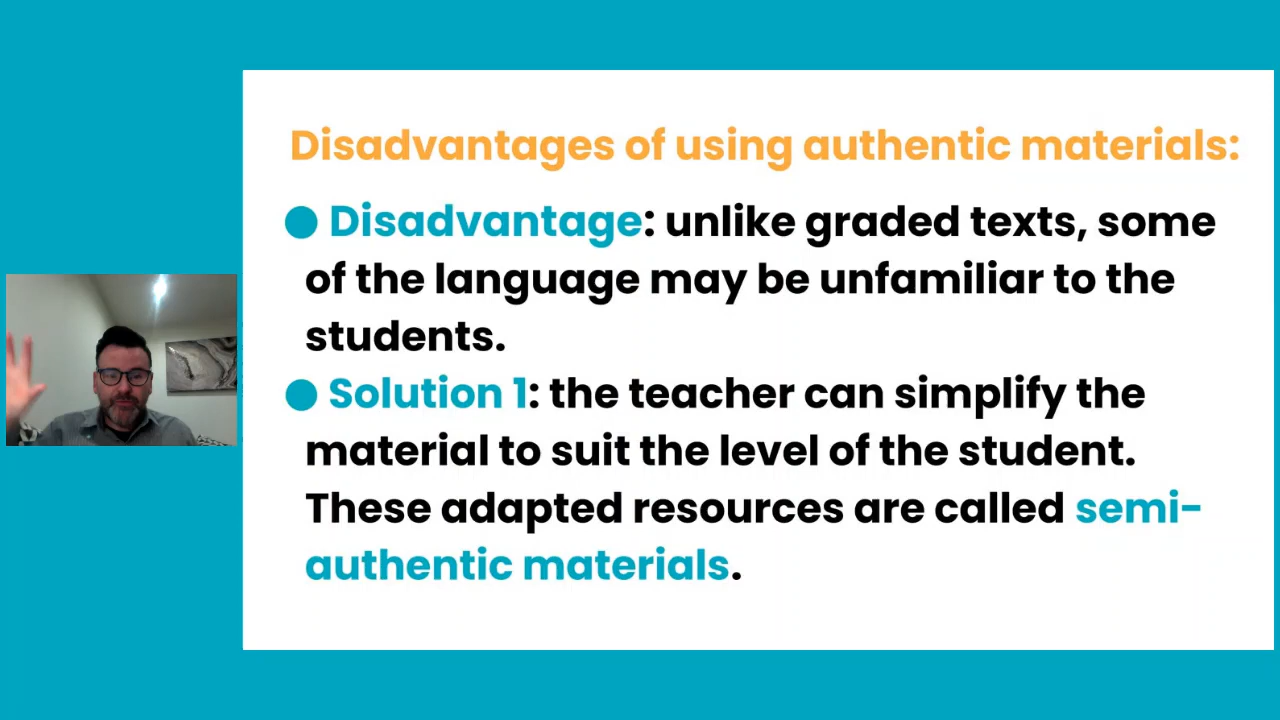 Disadvantages of using authentic materials:
● Disadvantage: unlike graded texts, some
of the language may be unfamiliar to the
students.
● Solution 1: the teacher can simplify the
material to suit the level of the student.
These adapted resources are called semi-
authentic materials.